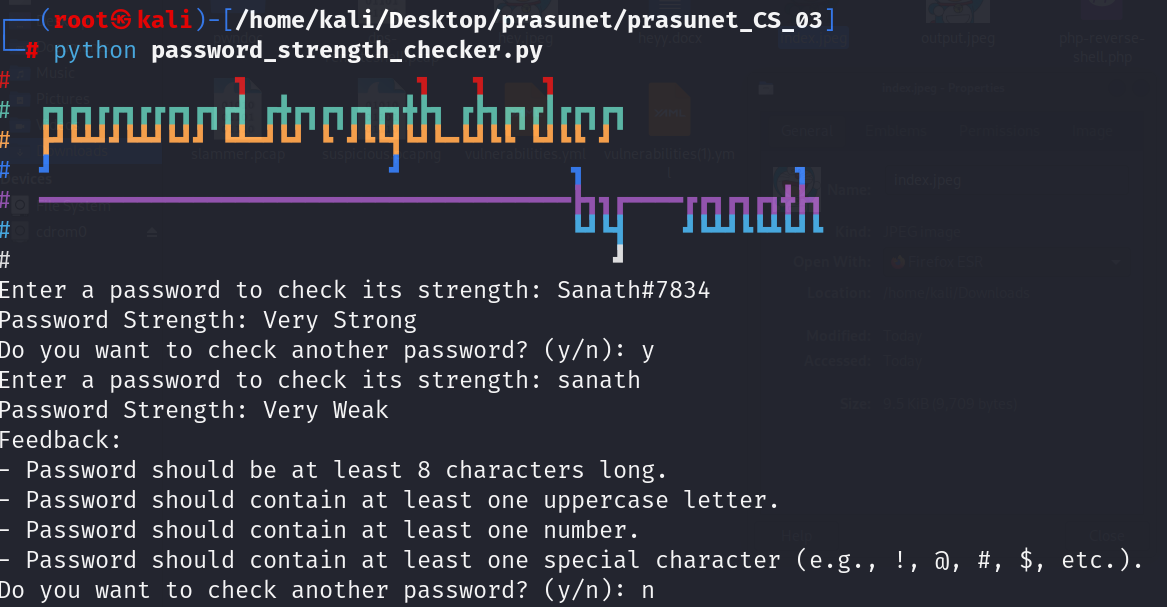 (root㉿kali)-[/home/kali/Desktop/prasunet/prasunet_CS_03]
# python password_strength_checker.py
#
#
#
#
#
#
#
password strength checker
by sanath
Enter a password to check its strength: Sanath#7834
Password Strength: Very Strong
Do you want to check another password? (y/n): y
Enter a password to check its strength: sanath
Password Strength: Very Weak
Feedback:
- Password should be at least 8 characters long.
- Password should contain at least one uppercase letter.
- Password should contain at least one number.
- Password should contain at least one special character (e.g., !, @, #, $, etc.).
Do you want to check another password? (y/n): n